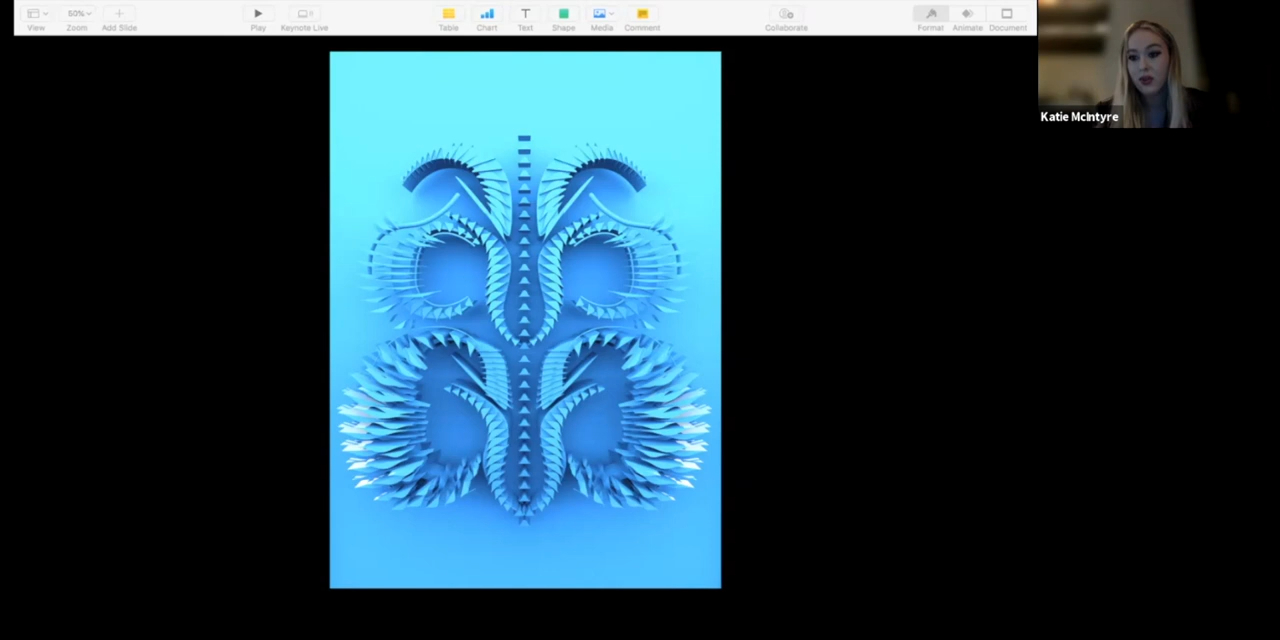 50%
View Zoom Add Slide Play Keynote Live Table Chart Text Shape Media Comment Collaborate Format Animate Document
Katie McIntyre